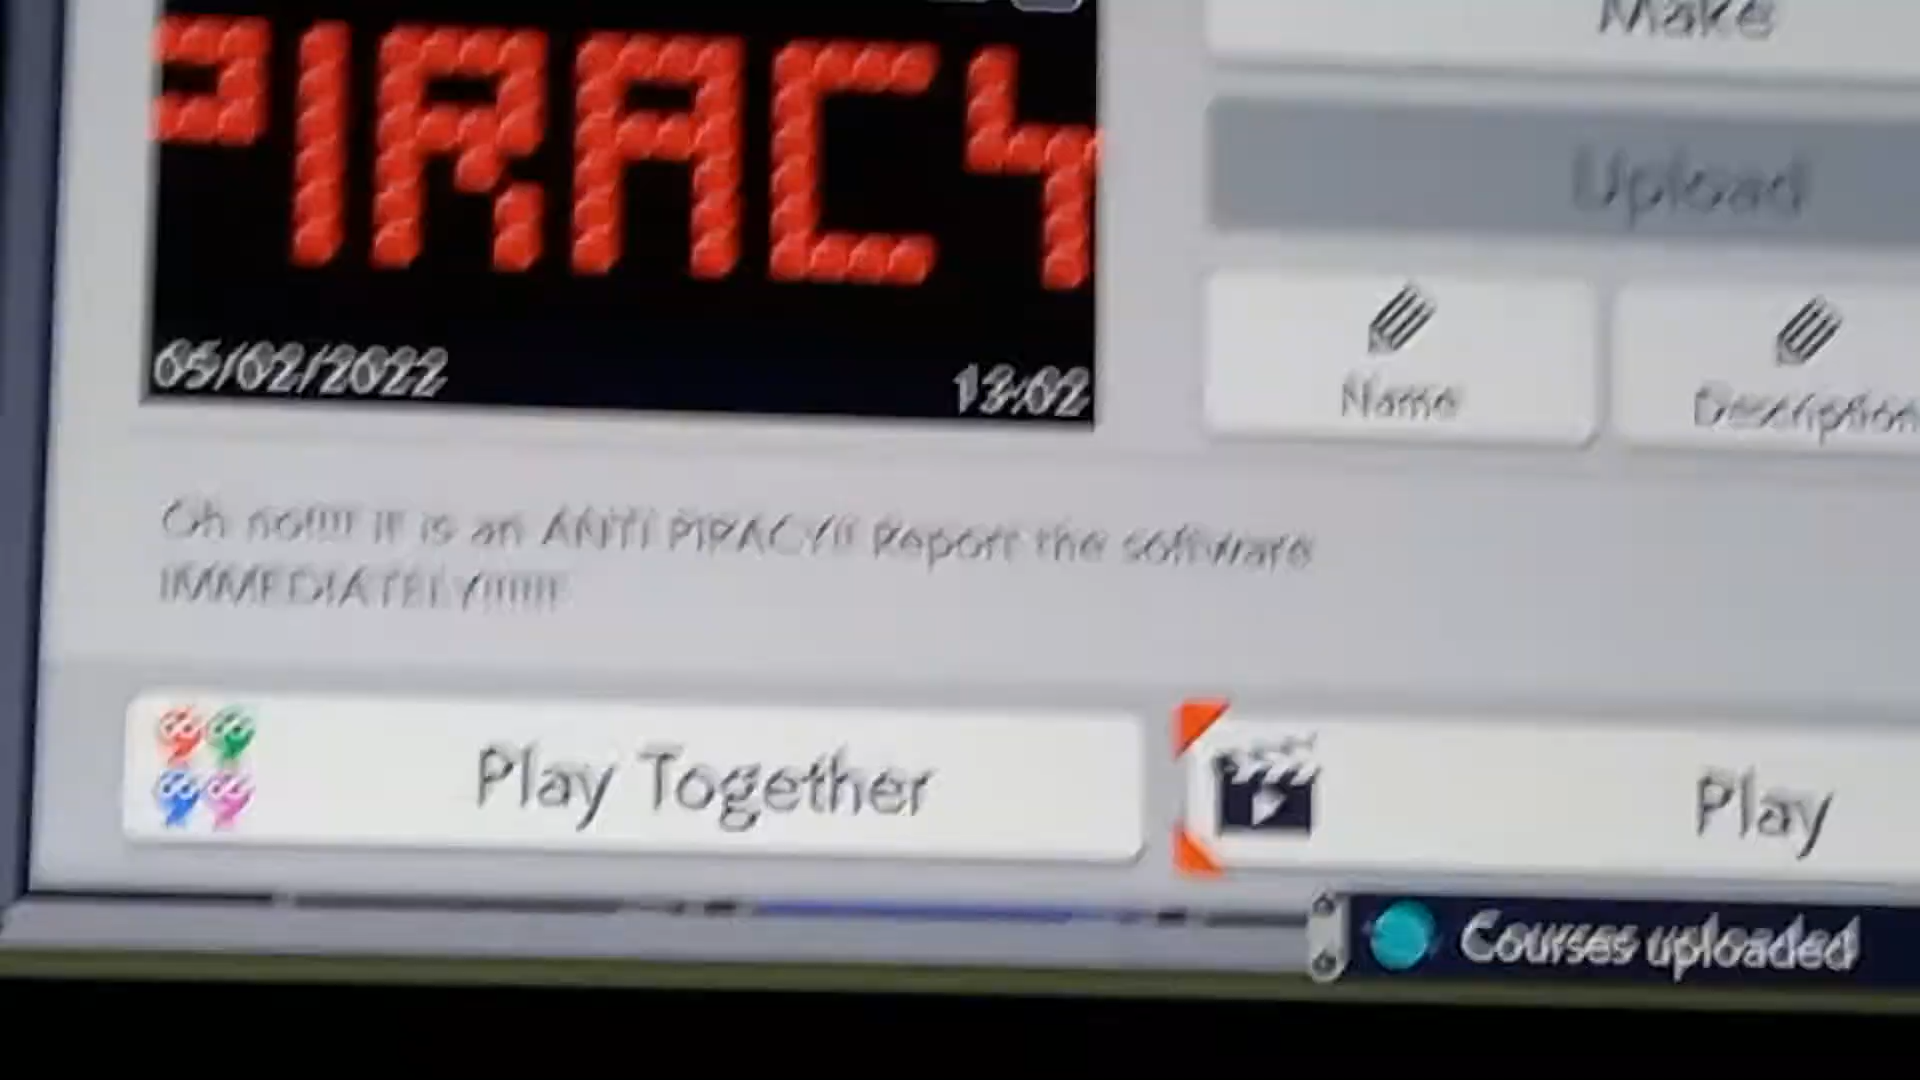 PIRACY
05/02/2022 13:02
Make
Upload
Name
Description
Oh no!!!! It is an ANTI PIRACY!! Report the software
IMMEDIATELY!!!!!!!
Play Together
Play
Courses uploaded